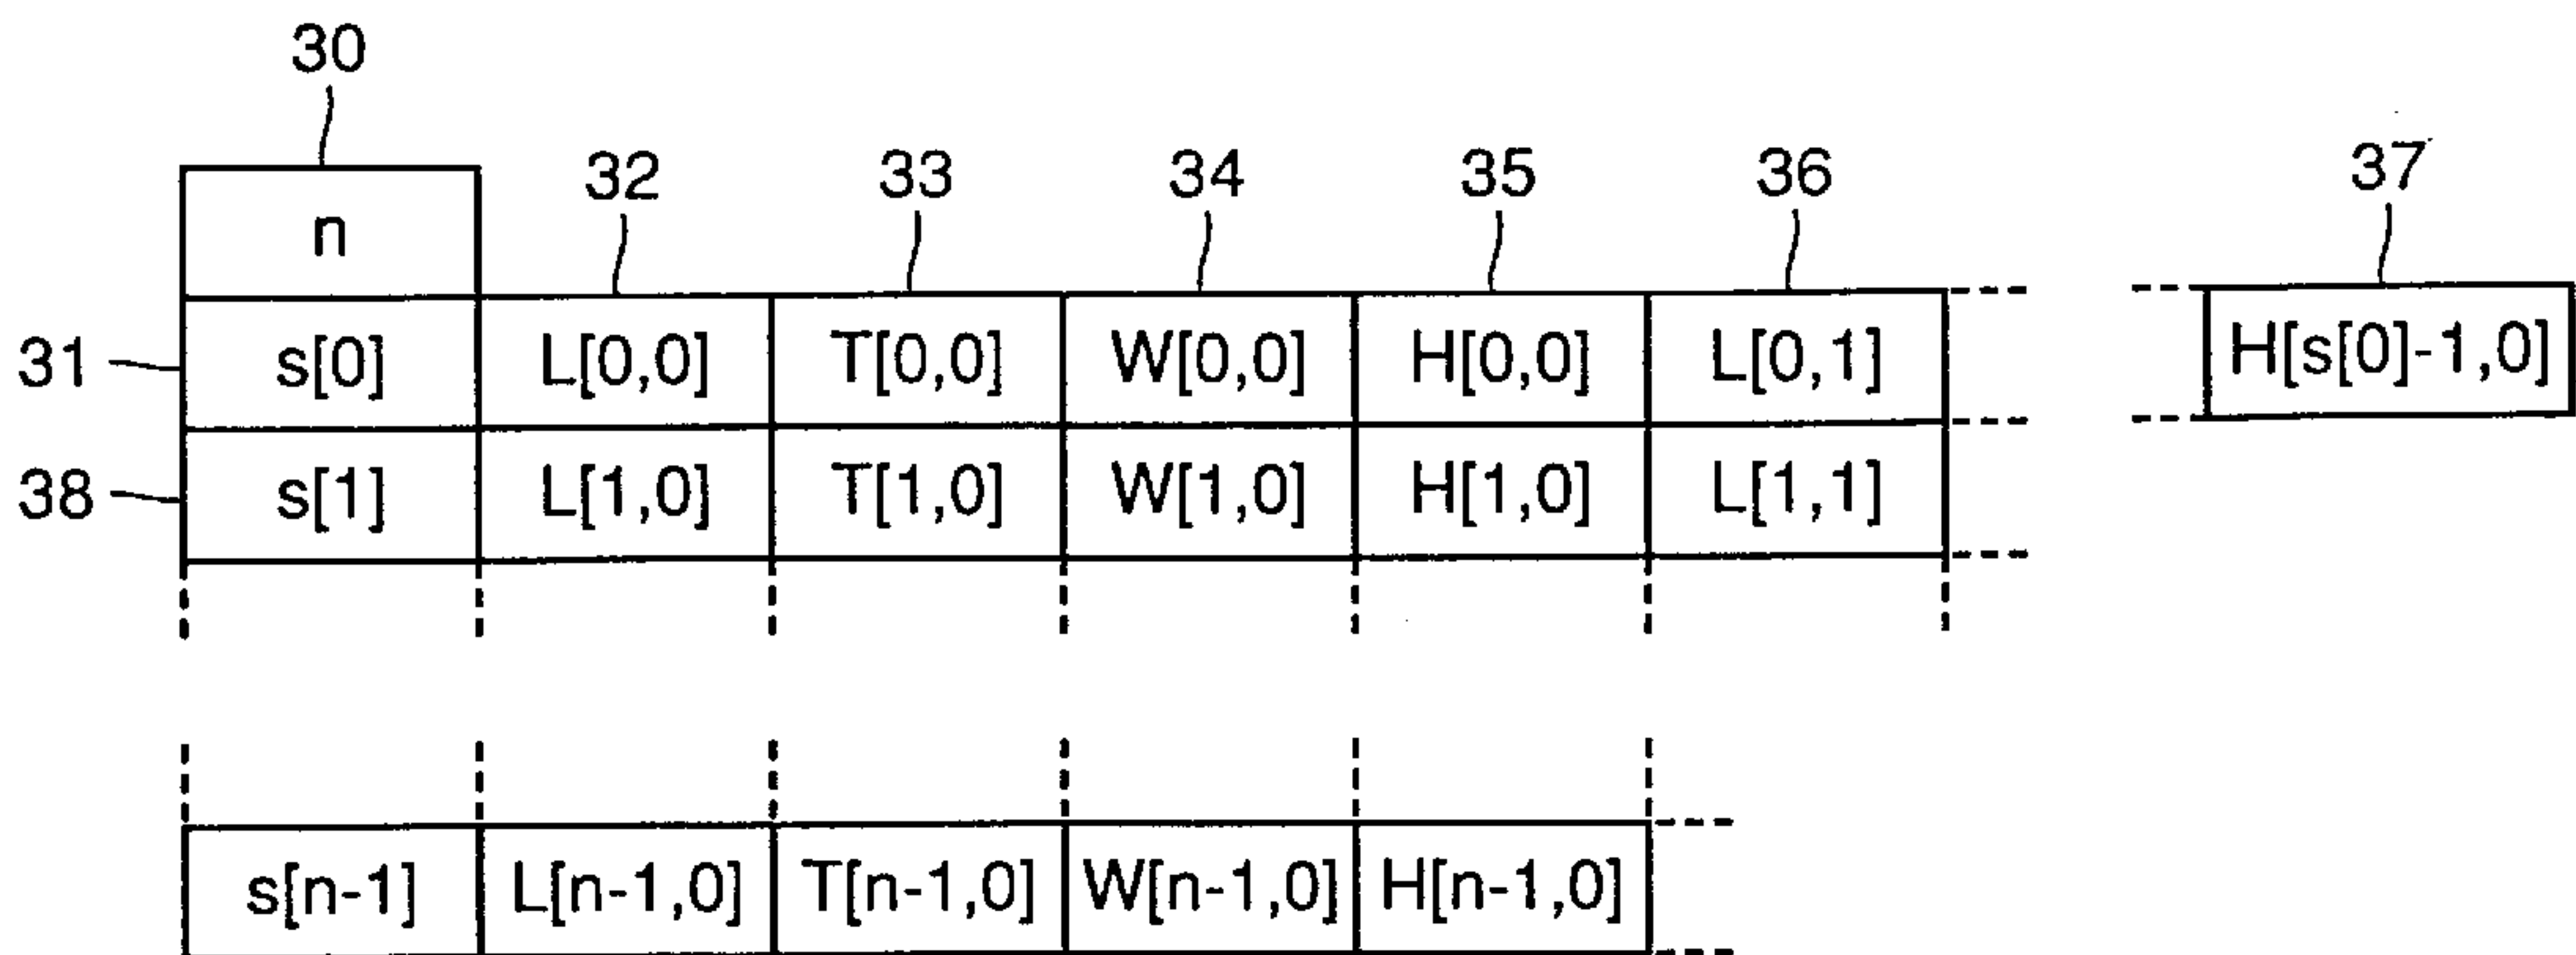 30
32 33 34 35 36 37
n
31 s[0] L[0,0] T[0,0] W[0,0] H[0,0] L[0,1] H[s[0]-1,0]
38 s[1] L[1,0] T[1,0] W[1,0] H[1,0] L[1,1]
s[n-1] L[n-1,0] T[n-1,0] W[n-1,0] H[n-1,0]